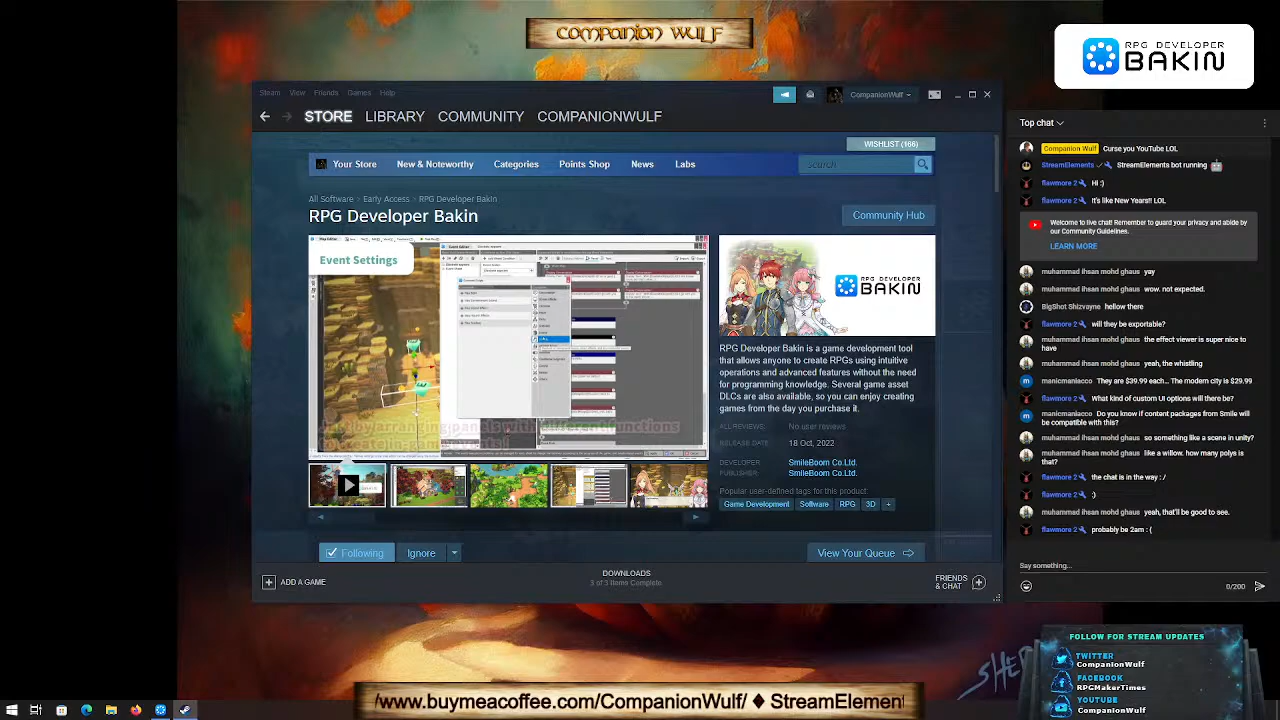 COMPANION WULF
RPG DEVELOPER
BAKIN
Steam View Friends Games Help
CompanionWulf
STORE LIBRARY COMMUNITY COMPANIONWULF
WISHLIST (166)
Your Store New & Noteworthy Categories Points Shop News Labs
Search
All Software > Early Access > RPG Developer Bakin
RPG Developer Bakin
Community Hub
Event Settings
by arranging panels with different functions
BAKIN
RPG Developer Bakin is a game development tool
that allows anyone to create RPGs using intuitive
operations and advanced features without the need
for programming knowledge. Several game asset
DLCs are also available, so you can enjoy creating
games from the day you purchase it.
ALL REVIEWS: No user reviews
RELEASE DATE: 18 Oct, 2022
DEVELOPER: SmileBoom Co.Ltd.
PUBLISHER: SmileBoom Co.Ltd.
Popular user-defined tags for this product:
Game Development Software RPG 3D +
Following Ignore View Your Queue
ADD A GAME
DOWNLOADS
3 of 3 Items Complete
FRIENDS
& CHAT
Top chat
Companion Wulf Curse you YouTube LOL
StreamElements StreamElements bot running
flawmore 2 Hi :)
flawmore 2 It's like New Years!! LOL
Welcome to live chat! Remember to guard your privacy and abide by
our Community Guidelines.
LEARN MORE
muhammad ihsan mohd ghaus yay
muhammad ihsan mohd ghaus wow. not expected.
BigShot Shizvayne hellow there
flawmore 2 will they be exportable?
muhammad ihsan mohd ghaus the effect viewer is super nice to
have
muhammad ihsan mohd ghaus yeah, the whistling
manicmaniacco They are $39.99 each... The modern city is $29.99
flawmore 2 What kind of custom UI options will there be?
manicmaniacco Do you know if content packages from Smile will
be compatible with this?
muhammad ihsan mohd ghaus so something like a scene in unity?
muhammad ihsan mohd ghaus like a willow. how many polys is
that?
flawmore 2 the chat is in the way :/
flawmore 2 :)
muhammad ihsan mohd ghaus yeah, that'll be good to see.
flawmore 2 probably be 2am : (
Say something...
0/200
FOLLOW FOR STREAM UPDATES
TWITTER
CompanionWulf
FACEBOOK
RPGMakerTimes
YOUTUBE
CompanionWulf
/www.buymeacoffee.com/CompanionWulf/ ♦ StreamElement